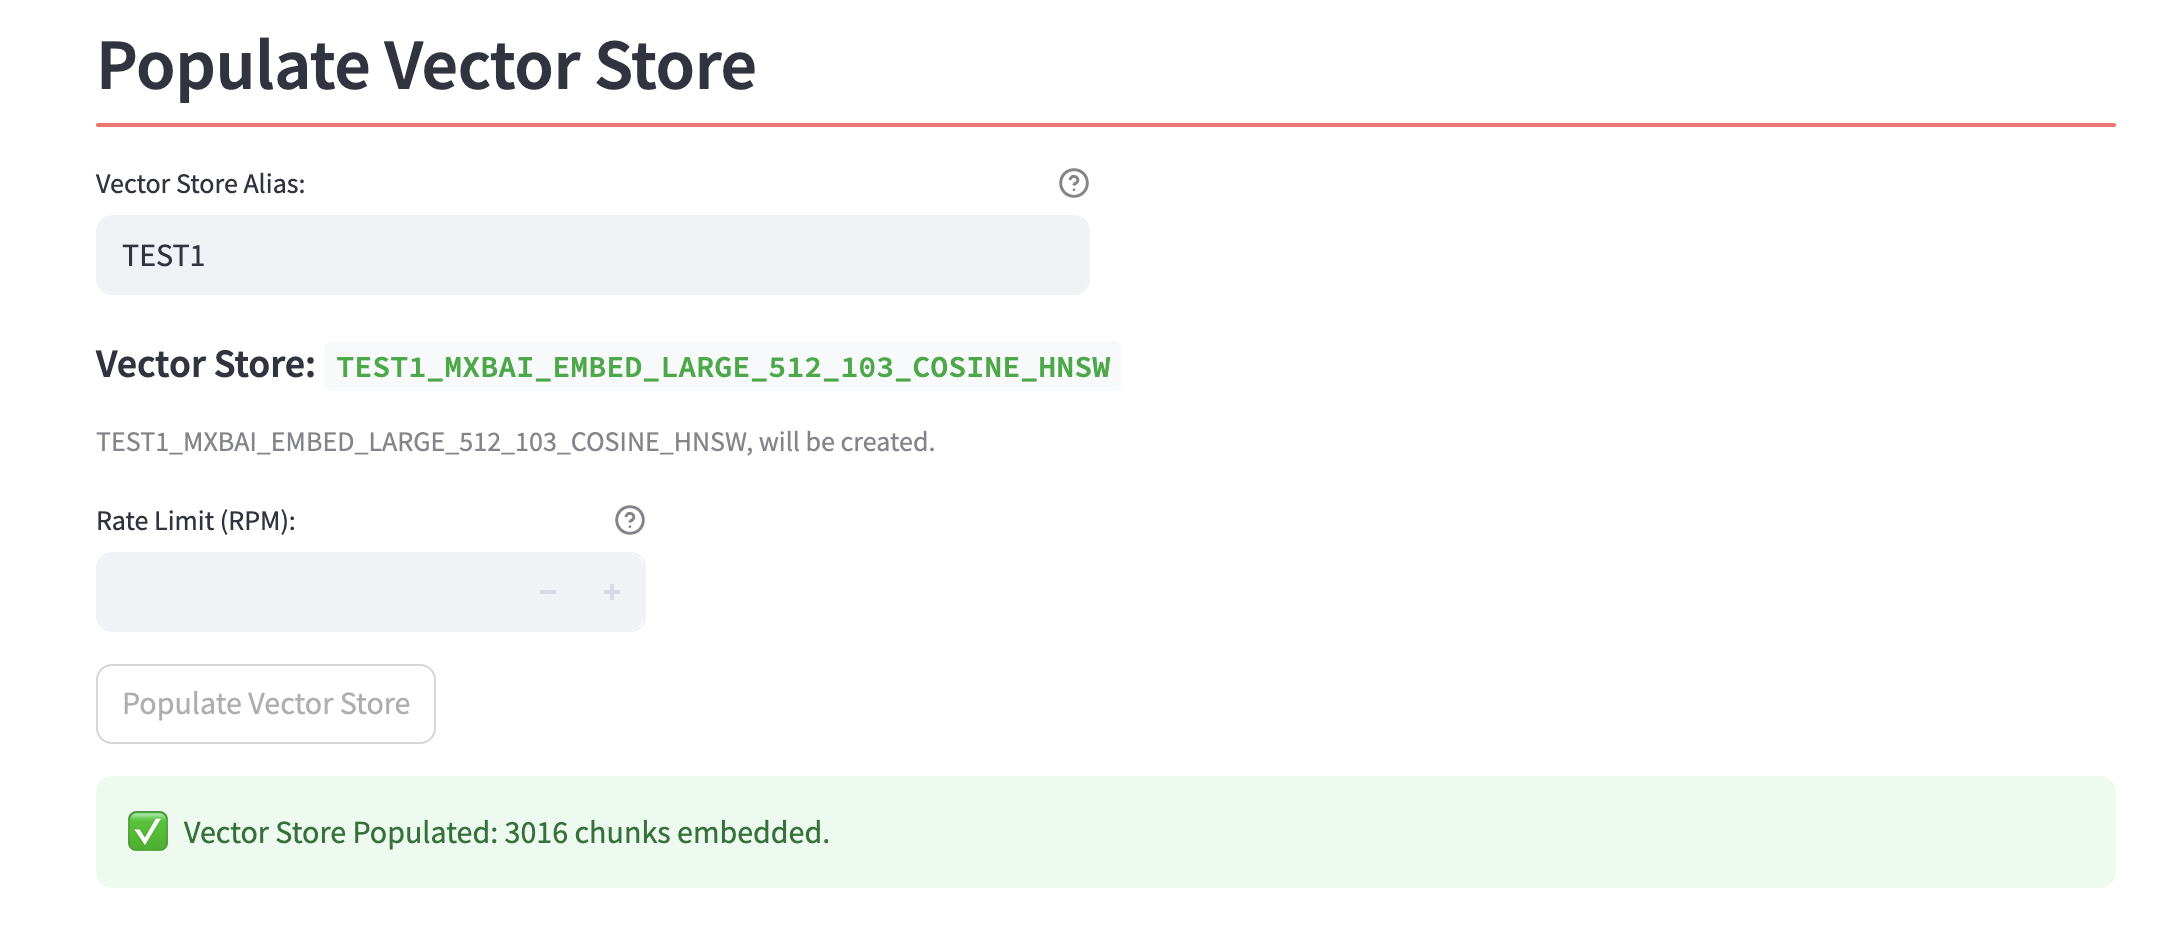 Populate Vector Store
Vector Store Alias:
TEST1
Vector Store: TEST1_MXBAI_EMBED_LARGE_512_103_COSINE_HNSW
TEST1_MXBAI_EMBED_LARGE_512_103_COSINE_HNSW, will be created.
Rate Limit (RPM):
Populate Vector Store
✅ Vector Store Populated: 3016 chunks embedded.